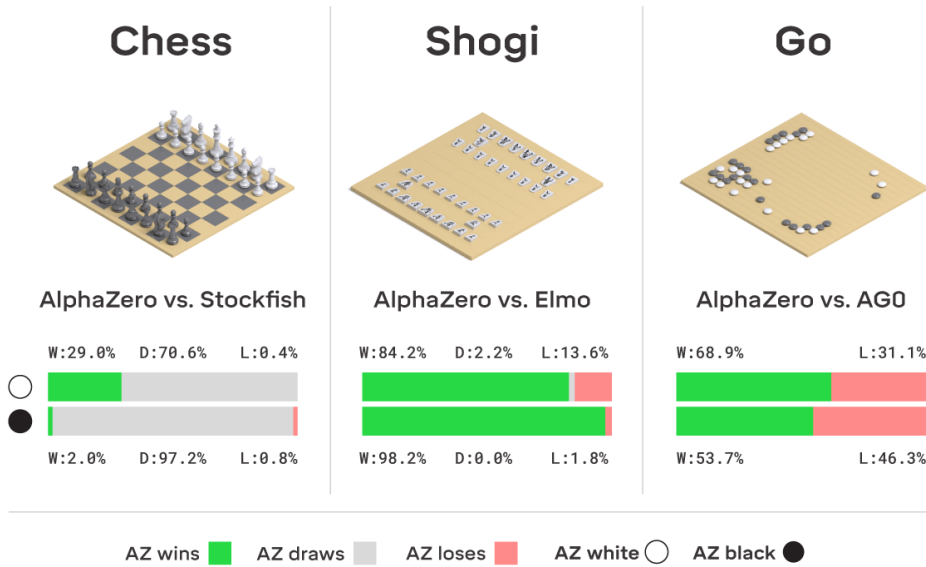 Chess
Shogi
Go
AlphaZero vs. Stockfish
AlphaZero vs. Elmo
AlphaZero vs. AG0
W:29.0% D:70.6% L:0.4%
W:84.2% D:2.2% L:13.6%
W:68.9% L:31.1%
W:2.0% D:97.2% L:0.8%
W:98.2% D:0.0% L:1.8%
W:53.7% L:46.3%
AZ wins AZ draws AZ loses AZ white AZ black